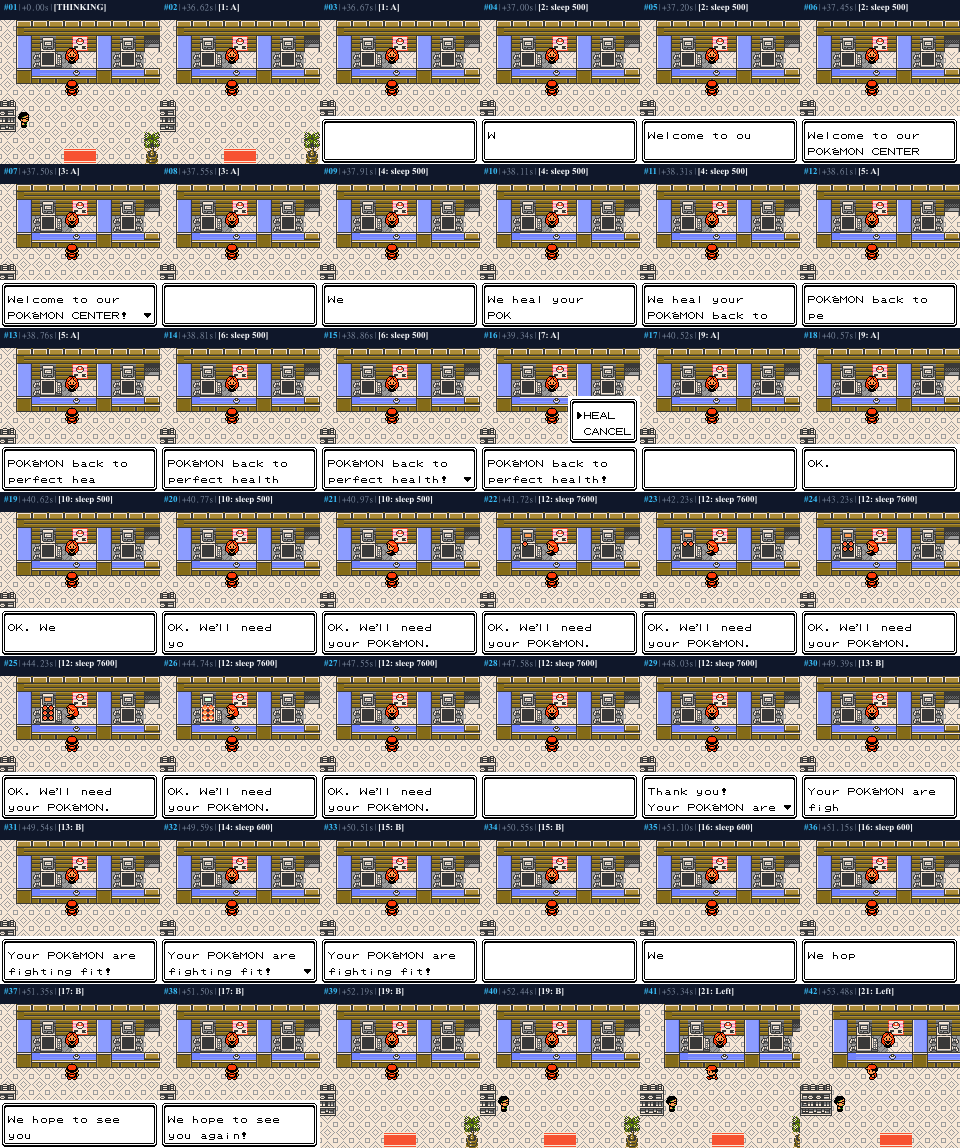 #01 | +0.00s | [THINKING]
#02 | +36.62s | [1: A]
#03 | +36.67s | [1: A]
#04 | +37.00s | [2: sleep 500]
#05 | +37.20s | [2: sleep 500]
#06 | +37.45s | [2: sleep 500]
W
Welcome to ou
Welcome to our
POKéMON CENTER
#07 | +37.50s | [3: A]
#08 | +37.55s | [3: A]
#09 | +37.91s | [4: sleep 500]
#10 | +38.11s | [4: sleep 500]
#11 | +38.31s | [4: sleep 500]
#12 | +38.61s | [5: A]
Welcome to our
POKéMON CENTER!
We
We heal your
POK
We heal your
POKéMON back to
POKéMON back to
pe
#13 | +38.76s | [5: A]
#14 | +38.81s | [6: sleep 500]
#15 | +38.86s | [6: sleep 500]
#16 | +39.34s | [7: A]
#17 | +40.52s | [9: A]
#18 | +40.57s | [9: A]
POKéMON back to
perfect hea
POKéMON back to
perfect health
POKéMON back to
perfect health!
HEAL
CANCEL
POKéMON back to
perfect health!
OK.
#19 | +40.62s | [10: sleep 500]
#20 | +40.77s | [10: sleep 500]
#21 | +40.97s | [10: sleep 500]
#22 | +41.72s | [12: sleep 7600]
#23 | +42.23s | [12: sleep 7600]
#24 | +43.23s | [12: sleep 7600]
OK. We
OK. We'll need
yo
OK. We'll need
your POKéMON.
OK. We'll need
your POKéMON.
OK. We'll need
your POKéMON.
OK. We'll need
your POKéMON.
#25 | +44.23s | [12: sleep 7600]
#26 | +44.74s | [12: sleep 7600]
#27 | +47.55s | [12: sleep 7600]
#28 | +47.58s | [12: sleep 7600]
#29 | +48.03s | [12: sleep 7600]
#30 | +49.39s | [13: B]
OK. We'll need
your POKéMON.
OK. We'll need
your POKéMON.
OK. We'll need
your POKéMON.
Thank you!
Your POKéMON are
Your POKéMON are
figh
#31 | +49.54s | [13: B]
#32 | +49.59s | [14: sleep 600]
#33 | +50.51s | [15: B]
#34 | +50.55s | [15: B]
#35 | +51.10s | [16: sleep 600]
#36 | +51.15s | [16: sleep 600]
Your POKéMON are
fighting fit!
Your POKéMON are
fighting fit!
Your POKéMON are
fighting fit!
We
We hop
#37 | +51.35s | [17: B]
#38 | +51.50s | [17: B]
#39 | +52.19s | [19: B]
#40 | +52.44s | [19: B]
#41 | +53.34s | [21: Left]
#42 | +53.48s | [21: Left]
We hope to see
you
We hope to see
you again!